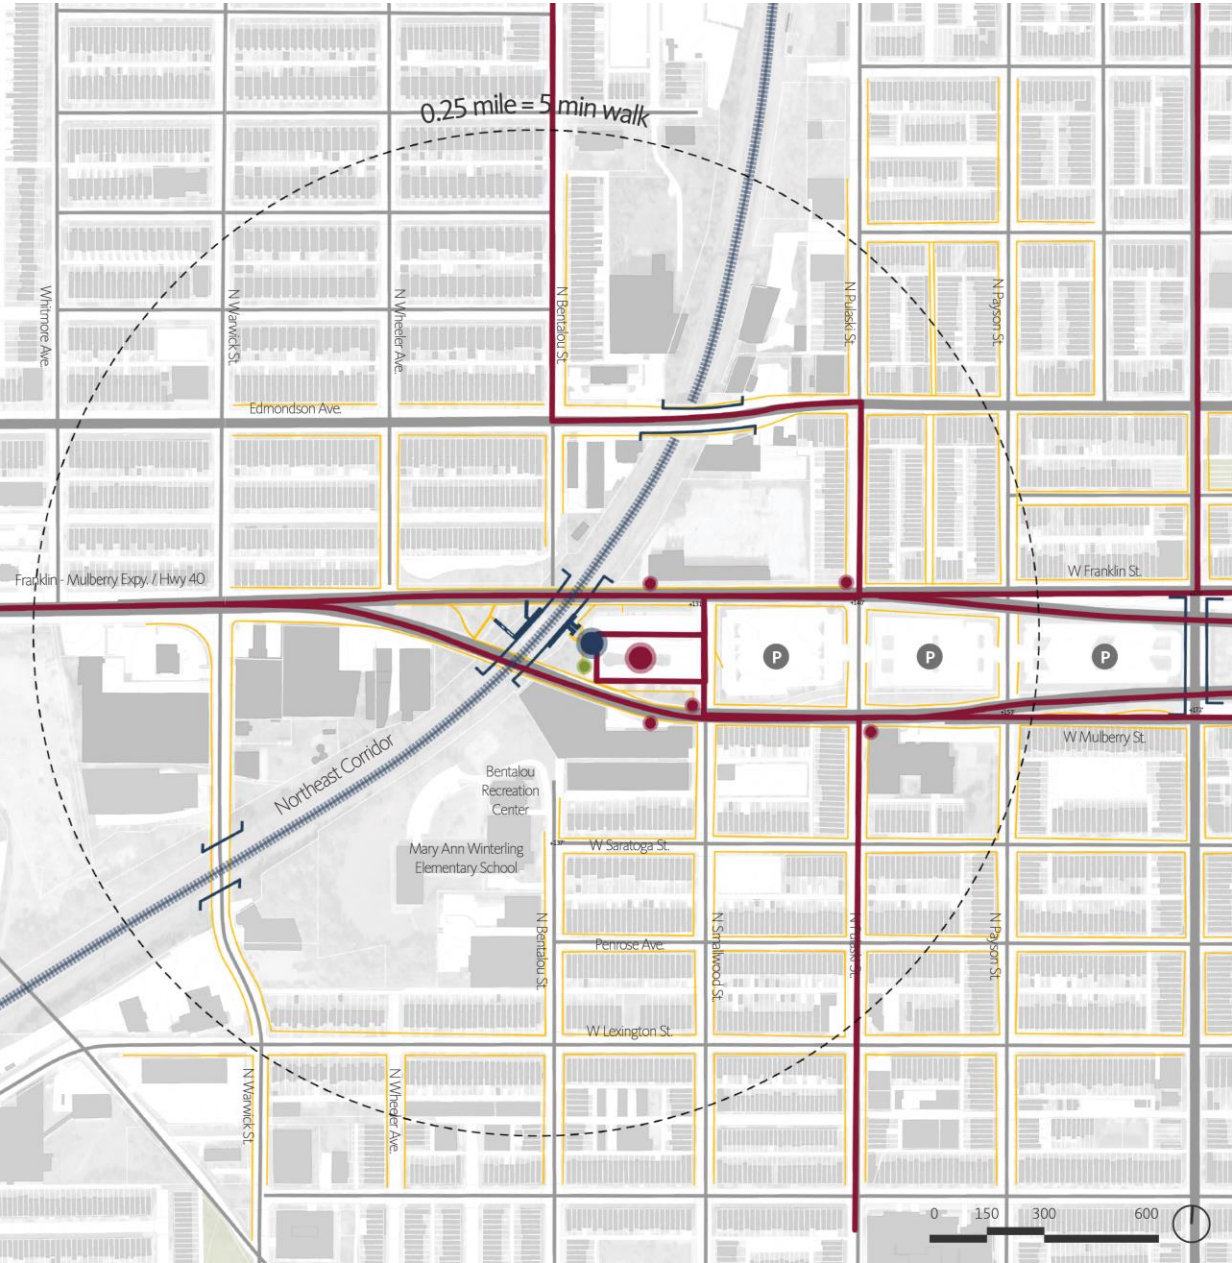 0.25 mile = 5 min walk
Whitmore Ave.
N Warwick St.
N Wheeler Ave.
N Bentalou St.
N Pulaski St.
N Payson St.
Edmondson Ave.
Franklin - Mulberry Expy. / Hwy 40
W Franklin St.
P
P
P
W Mulberry St.
Northeast Corridor
Bentalou
Recreation
Center
Mary Ann Winterling
Elementary School
W Saratoga St.
N Bentalou St.
N Smallwood St.
N Pulaski St.
N Payson St.
Penrose Ave.
W Lexington St.
N Warwick St.
N Wheeler Ave.
0 150 300 600